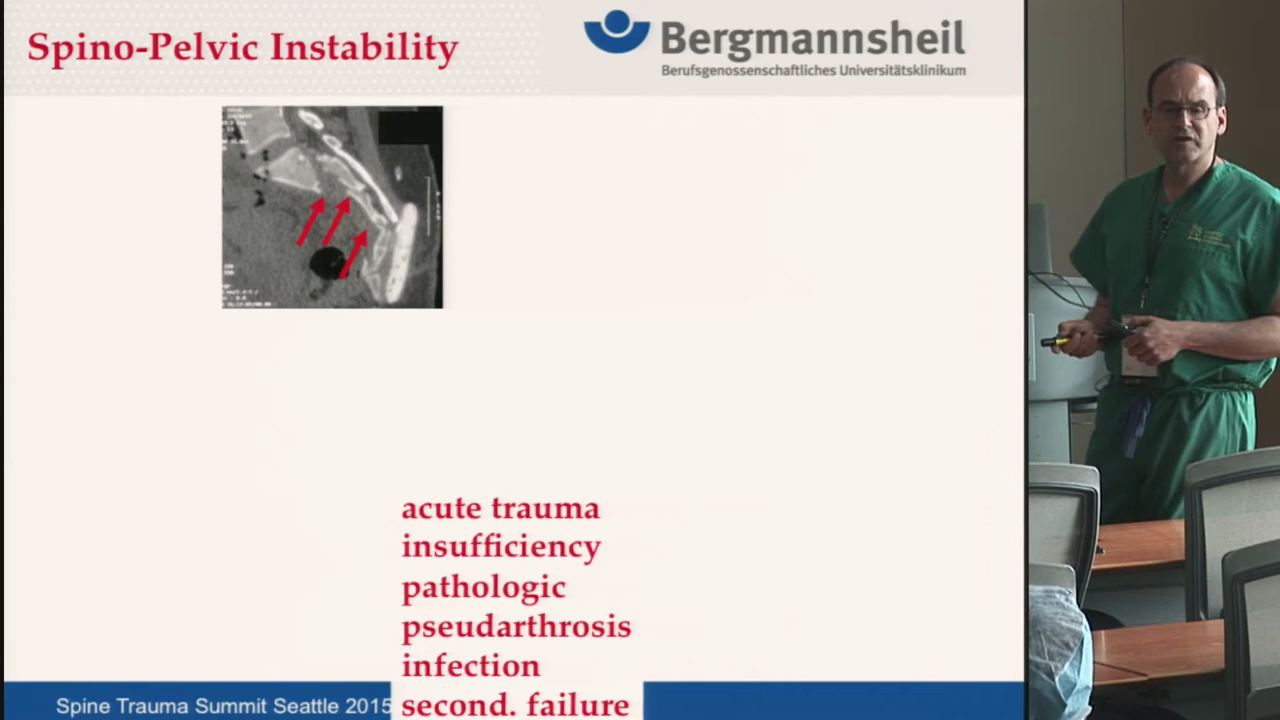 Spino-Pelvic Instability
Bergmannsheil
Berufsgenossenschaftliches Universitätsklinikum
acute trauma
insufficiency
pathologic
pseudarthrosis
infection
second. failure
Spine Trauma Summit Seattle 2015